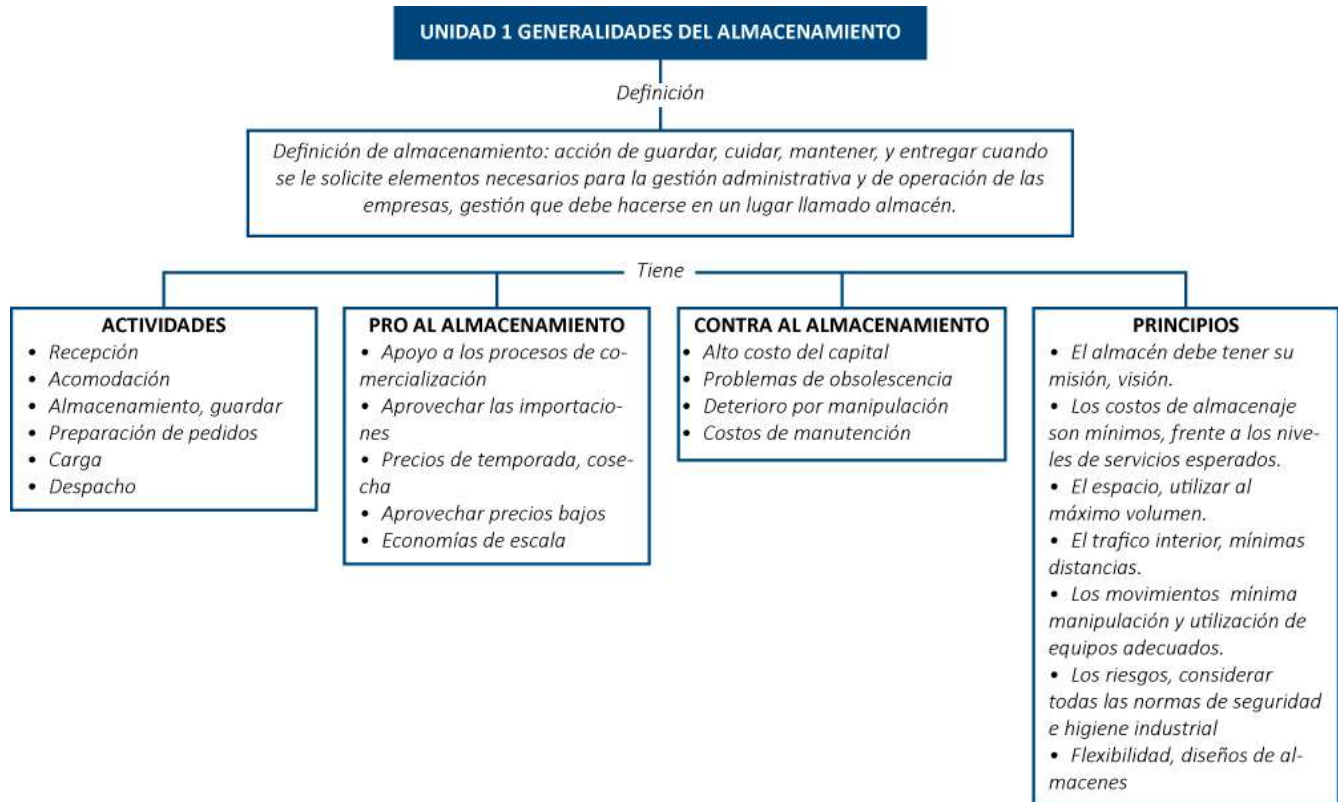 UNIDAD 1 GENERALIDADES DEL ALMACENAMIENTO
Definición
Definición de almacenamiento: acción de guardar, cuidar, mantener, y entregar cuando
se le solicite elementos necesarios para la gestión administrativa y de operación de las
empresas, gestión que debe hacerse en un lugar llamado almacén.
Tiene
ACTIVIDADES
• Recepción
• Acomodación
• Almacenamiento, guardar
• Preparación de pedidos
• Carga
• Despacho
PRO AL ALMACENAMIENTO
• Apoyo a los procesos de co-
mercialización
• Aprovechar las importacio-
nes
• Precios de temporada, cose-
cha
• Aprovechar precios bajos
• Economías de escala
CONTRA AL ALMACENAMIENTO
• Alto costo del capital
• Problemas de obsolescencia
• Deterioro por manipulación
• Costos de manutención
PRINCIPIOS
• El almacén debe tener su
misión, visión.
• Los costos de almacenaje
son mínimos, frente a los nive-
les de servicios esperados.
• El espacio, utilizar al
máximo volumen.
• El trafico interior, mínimas
distancias.
• Los movimientos mínima
manipulación y utilización de
equipos adecuados.
• Los riesgos, considerar
todas las normas de seguridad
e higiene industrial
• Flexibilidad, diseños de al-
macenes